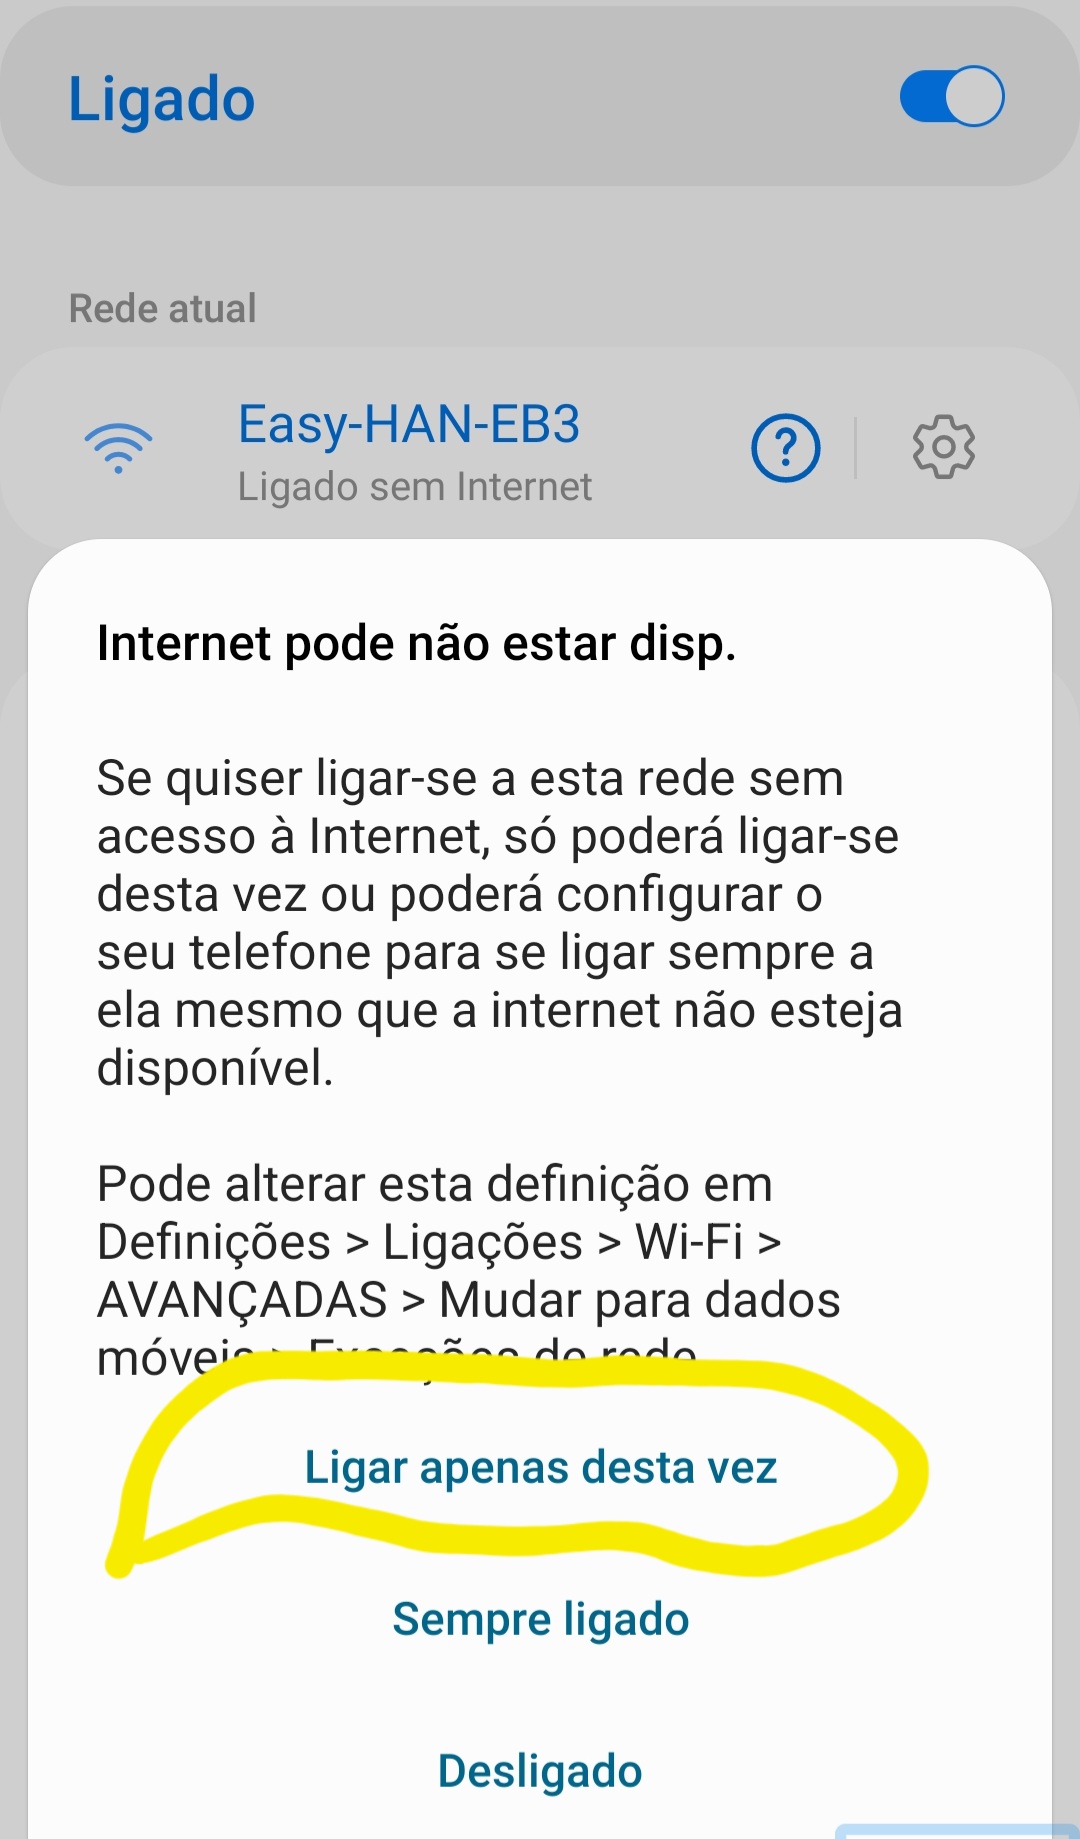 Ligado
Rede atual
Easy-HAN-EB3
Ligado sem Internet
Internet pode não estar disp.
Se quiser ligar-se a esta rede sem
acesso à Internet, só poderá ligar-se
desta vez ou poderá configurar o
seu telefone para se ligar sempre a
ela mesmo que a internet não esteja
disponível.
Pode alterar esta definição em
Definições > Ligações > Wi-Fi >
AVANÇADAS > Mudar para dados
móveis > Exceções de rede
Ligar apenas desta vez
Sempre ligado
Desligado